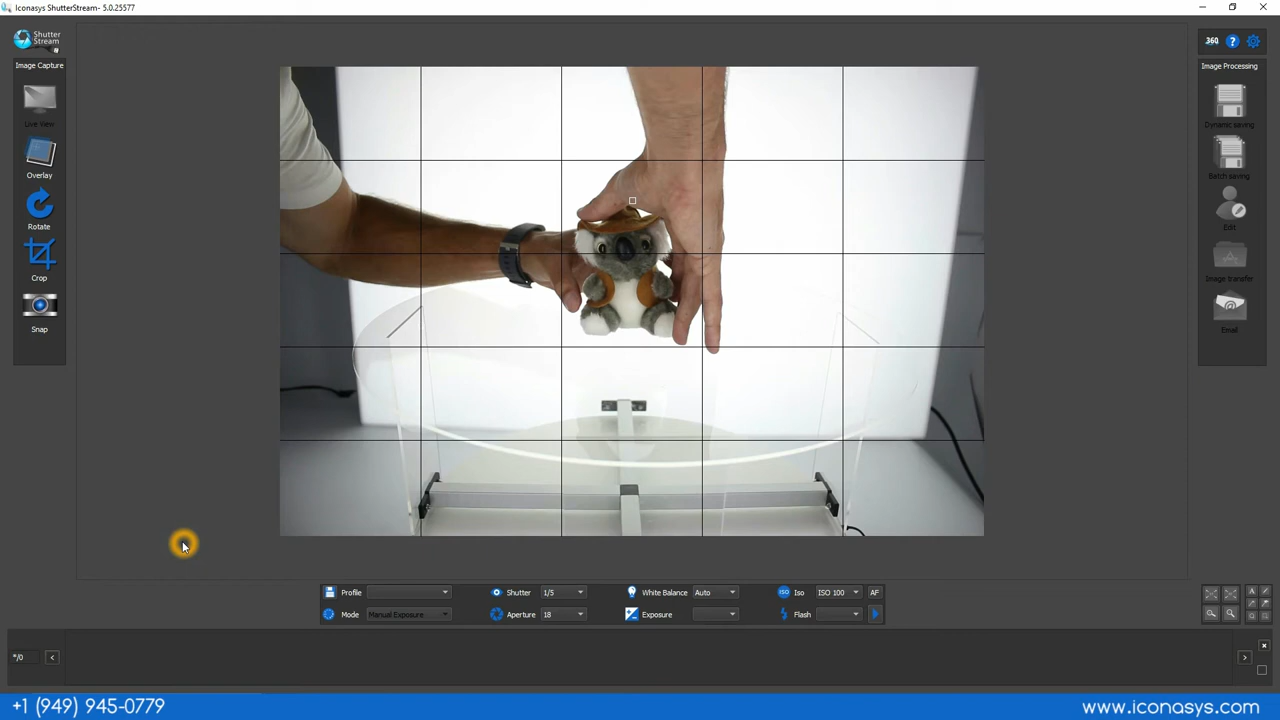 Iconasys ShutterStream- 5.0.25577
Shutter
Stream
Image Capture
Live View
Overlay
Rotate
Crop
Snap
360
?
Image Processing
Dynamic saving
Batch saving
Edit
Image transfer
Email
Profile
Shutter
1/5
White Balance
Auto
ISO
Iso
ISO 100
AF
Mode
Manual Exposure
Aperture
18
Exposure
Flash
*/0
<
>
+1 (949) 945-0779
www.iconasys.com